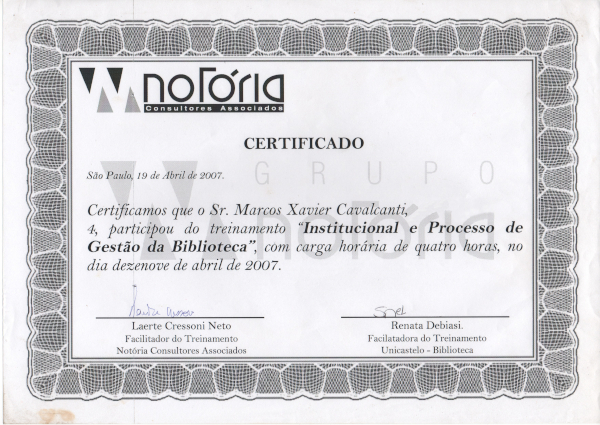 noTória
Consultores Associados
CERTIFICADO
GRUPO
São Paulo, 19 de Abril de 2007.
Certificamos que o Sr. Marcos Xavier Cavalcanti,
4, participou do treinamento "Institucional e Processo de
Gestão da Biblioteca", com carga horária de quatro horas, no
dia dezenove de abril de 2007.
noTória
Laerte Cressoni Neto
Facilitador do Treinamento
Notória Consultores Associados
Renata Debiasi.
Facilatadora do Treinamento
Unicastelo - Biblioteca